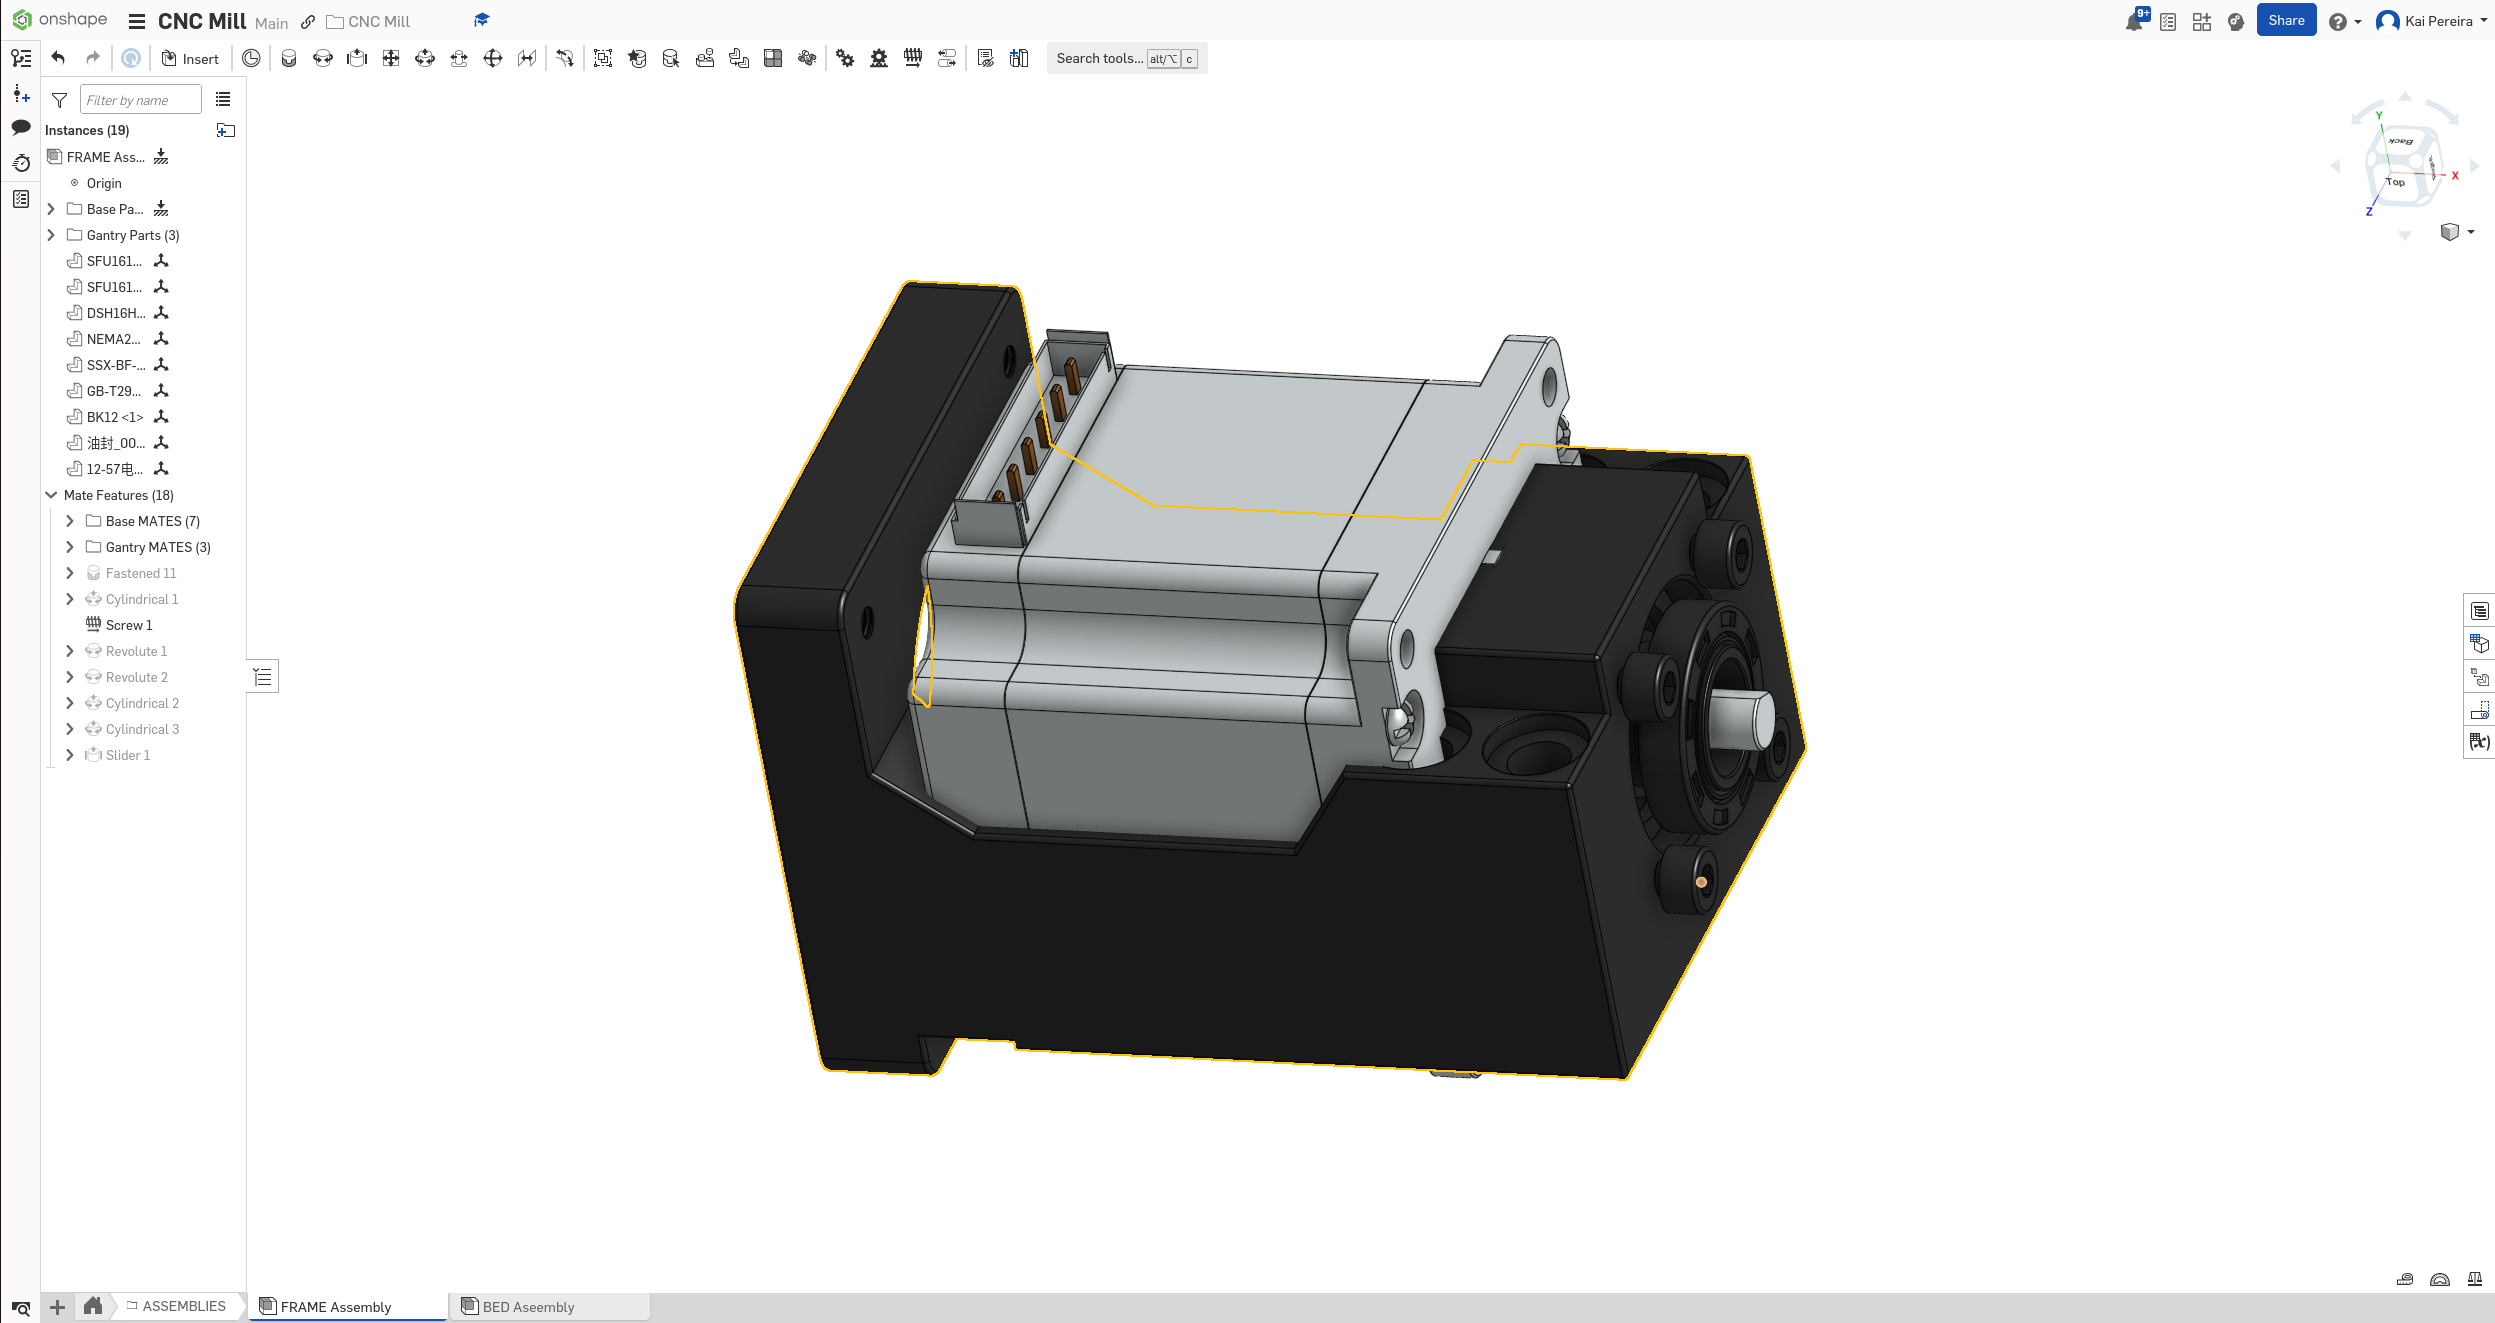 onshape
CNC Mill Main CNC Mill
9+
Share
Kai Pereira
Insert
Search tools... alt/⌥ c
Filter by name
Instances (19)
FRAME Ass...
Origin
Base Pa...
Gantry Parts (3)
SFU161...
SFU161...
DSH16H...
NEMA2...
SSX-BF-...
GB-T29...
BK12 <1>
油封_00...
12-57电...
Mate Features (18)
Base MATES (7)
Gantry MATES (3)
Fastened 11
Cylindrical 1
Screw 1
Revolute 1
Revolute 2
Cylindrical 2
Cylindrical 3
Slider 1
Y
Back
Top
X
Z
ASSEMBLIES
FRAME Assembly
BED Aseembly